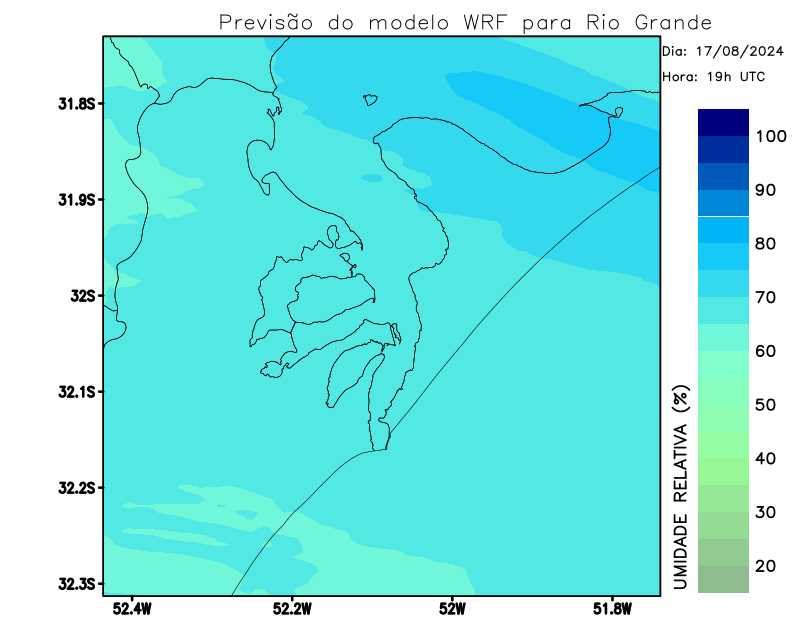 Previsão do modelo WRF para Rio Grande
Dia: 17/08/2024
Hora: 19h UTC
31.8S
31.9S
32S
32.1S
32.2S
32.3S
52.4W
52.2W
52W
51.8W
100
90
80
70
60
50
40
30
20
UMIDADE RELATIVA (%)